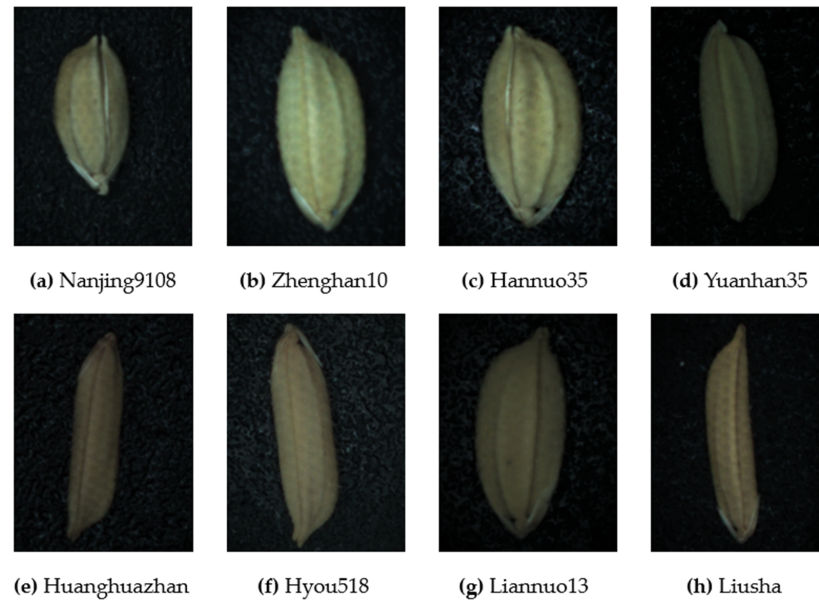 (a) Nanjing9108
(b) Zhenghan10
(c) Hannuo35
(d) Yuanhan35
(e) Huanghuazhan
(f) Hyou518
(g) Liannuo13
(h) Liusha